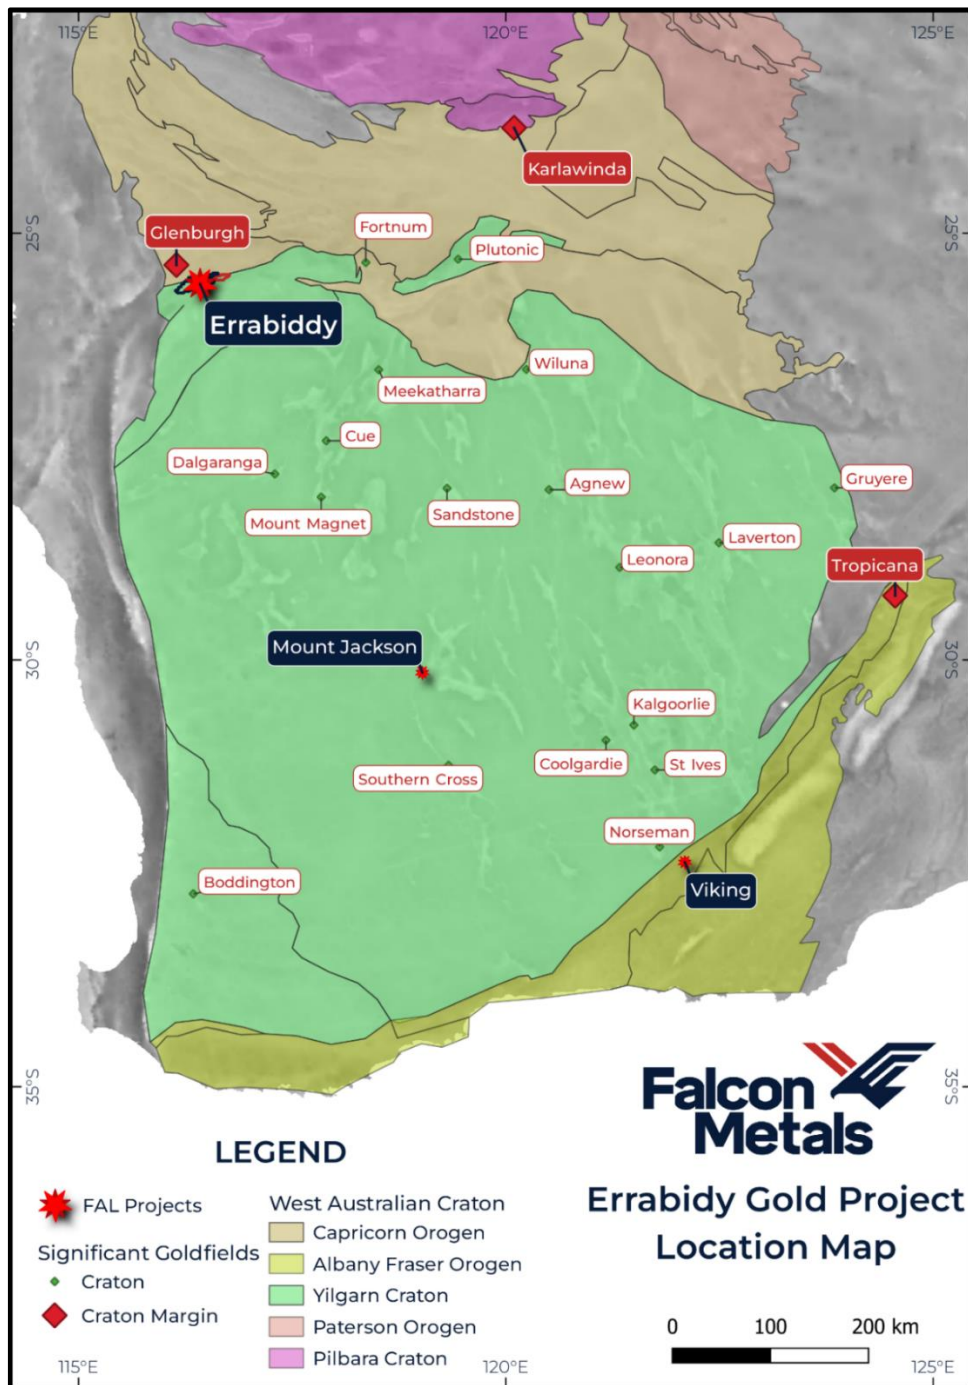 115°E
120°E
125°E
Karlawinda
Fortnum
Glenburgh
25°S
25°S
Plutonic
Errabiddy
Wiluna
Meekatharra
Cue
Dalgaranga
Gruyere
Agnew
Sandstone
Mount Magnet
Laverton
Leonora
Tropicana
Mount Jackson
30°S
30°S
Kalgoorlie
Coolgardie
St Ives
Southern Cross
Norseman
Boddington
Viking
35°S
35°S
Falcon
Metals
LEGEND
FAL Projects
Significant Goldfields
Craton
Craton Margin
West Australian Craton
Capricorn Orogen
Albany Fraser Orogen
Yilgarn Craton
Paterson Orogen
Pilbara Craton
Errabidy Gold Project
Location Map
0 100 200 km
115°E
120°E
125°E